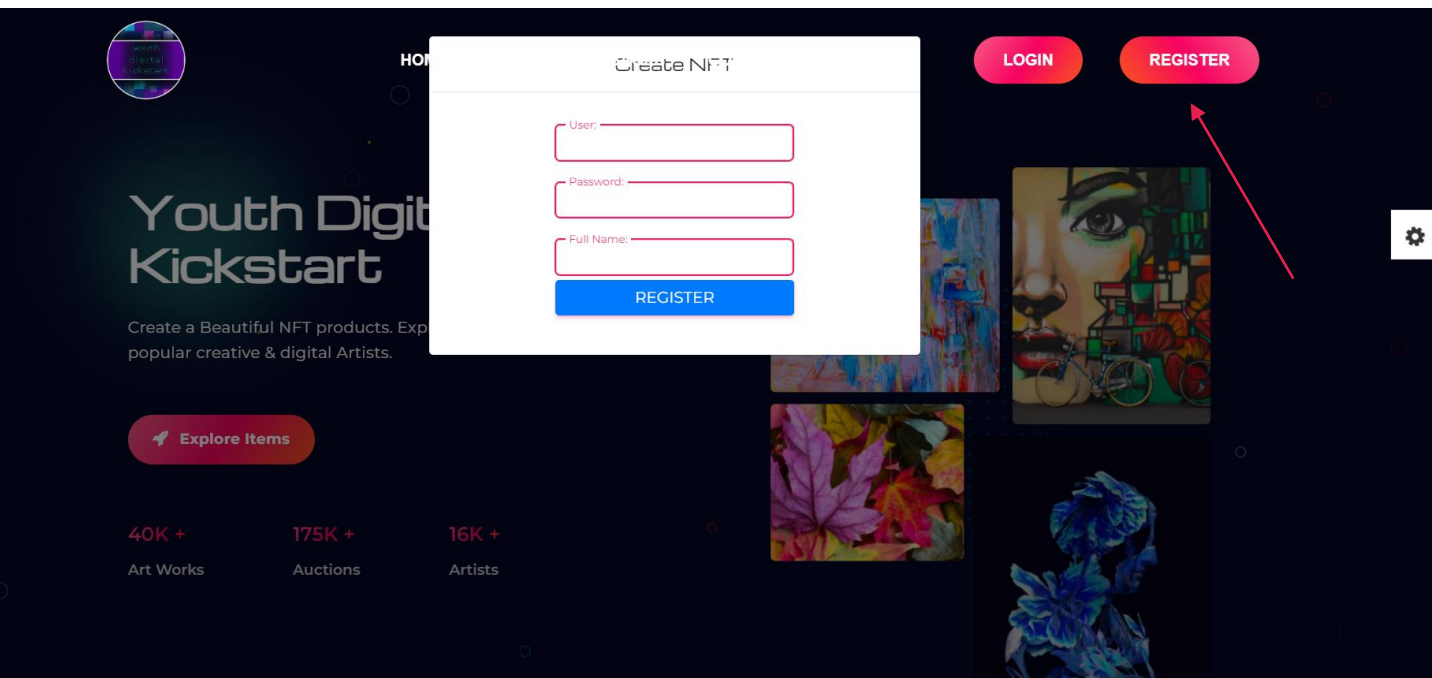 youth
digital
kickstart
HOM
LOGIN
REGISTER
Create NFT
User:
Password:
Full Name:
REGISTER
Youth Digit
Kickstart
Create a Beautiful NFT products. Exp
popular creative & digital Artists.
Explore Items
40K +
175K +
16K +
Art Works
Auctions
Artists